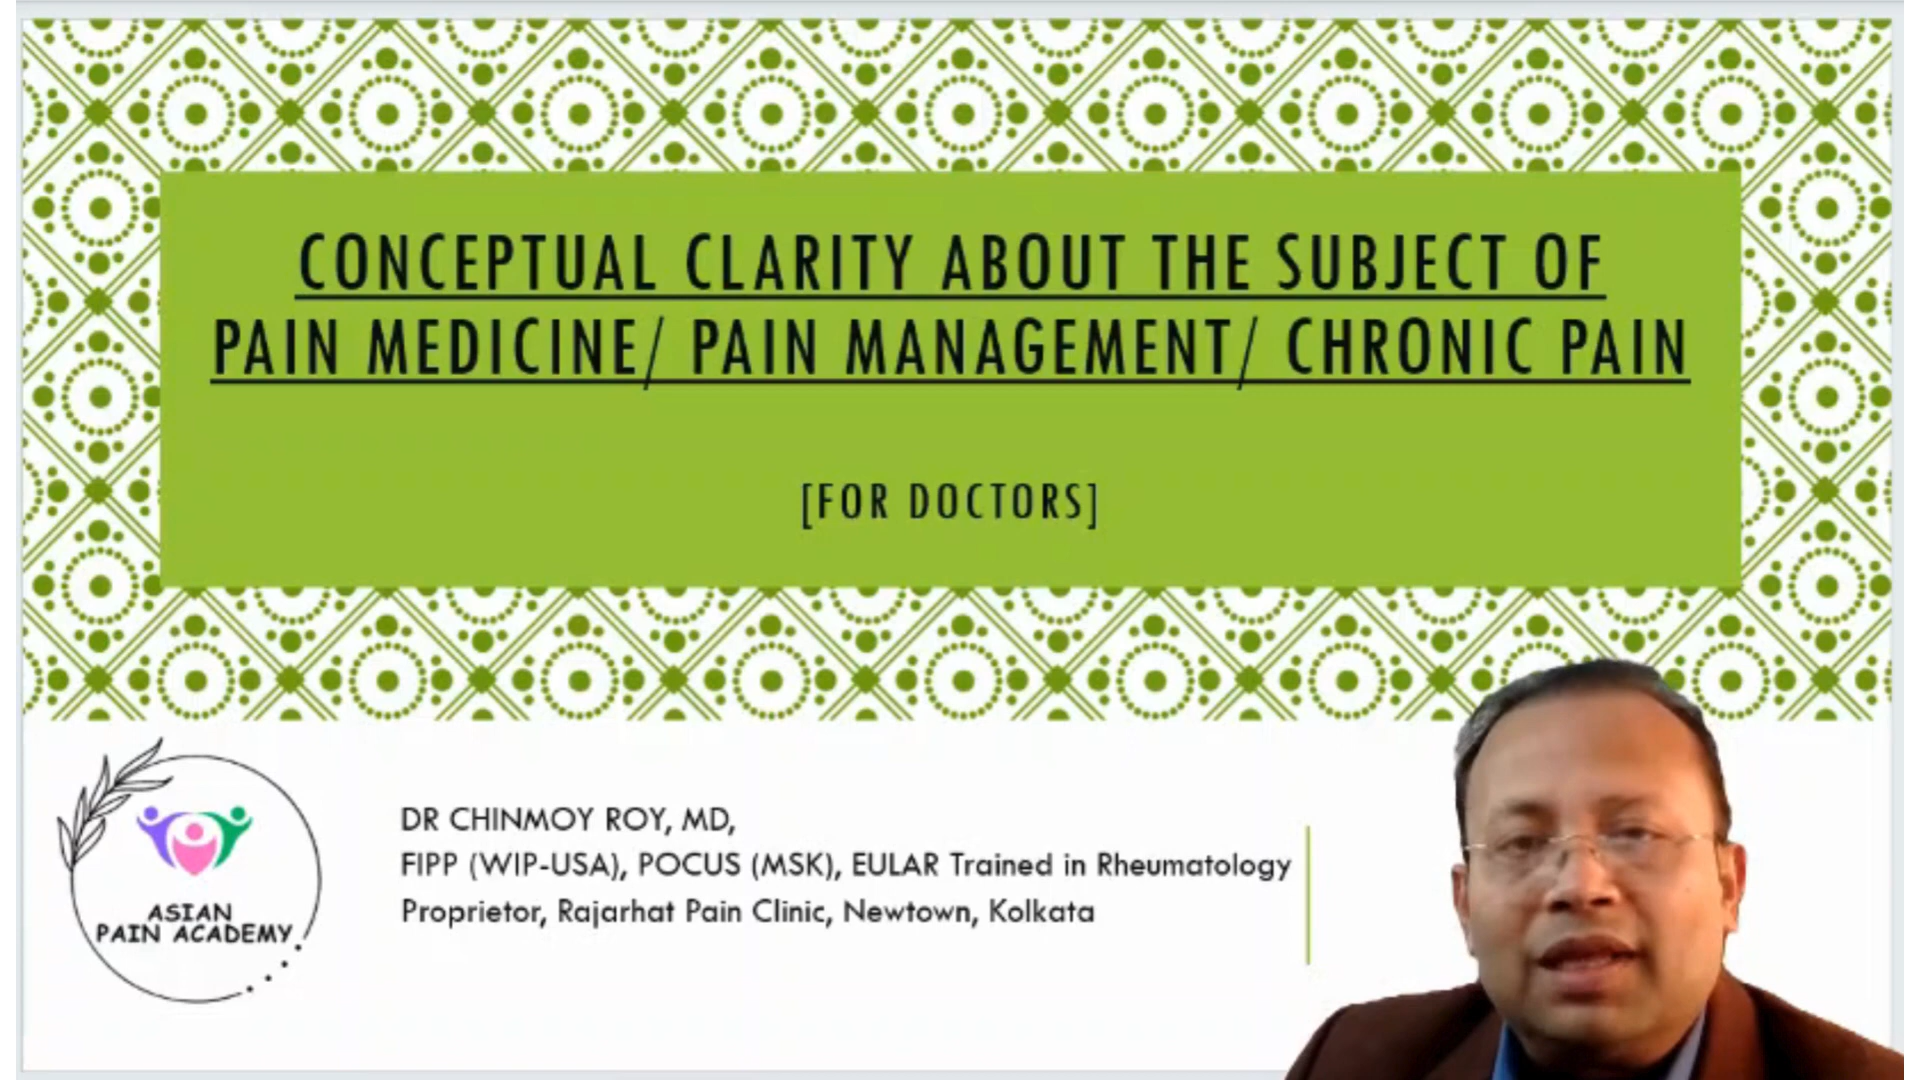 CONCEPTUAL CLARITY ABOUT THE SUBJECT OF
PAIN MEDICINE/ PAIN MANAGEMENT/ CHRONIC PAIN
[FOR DOCTORS]
ASIAN
PAIN ACADEMY
DR CHINMOY ROY, MD,
FIPP (WIP-USA), POCUS (MSK), EULAR Trained in Rheumatology
Proprietor, Rajarhat Pain Clinic, Newtown, Kolkata